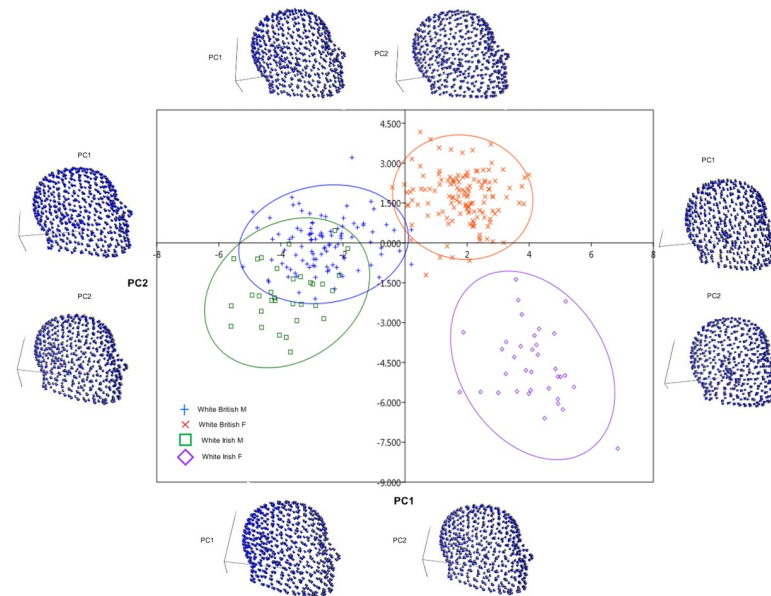 PC1
PC2
PC1
PC2
PC1
PC2
4.500
3.000
1.500
0.000
-1.500
-3.000
-4.500
-6.000
-7.500
-9.000
-8
-6
-4
-2
2
4
6
8
PC2
White British M
White British F
White Irish M
White Irish F
PC1
PC1
PC2